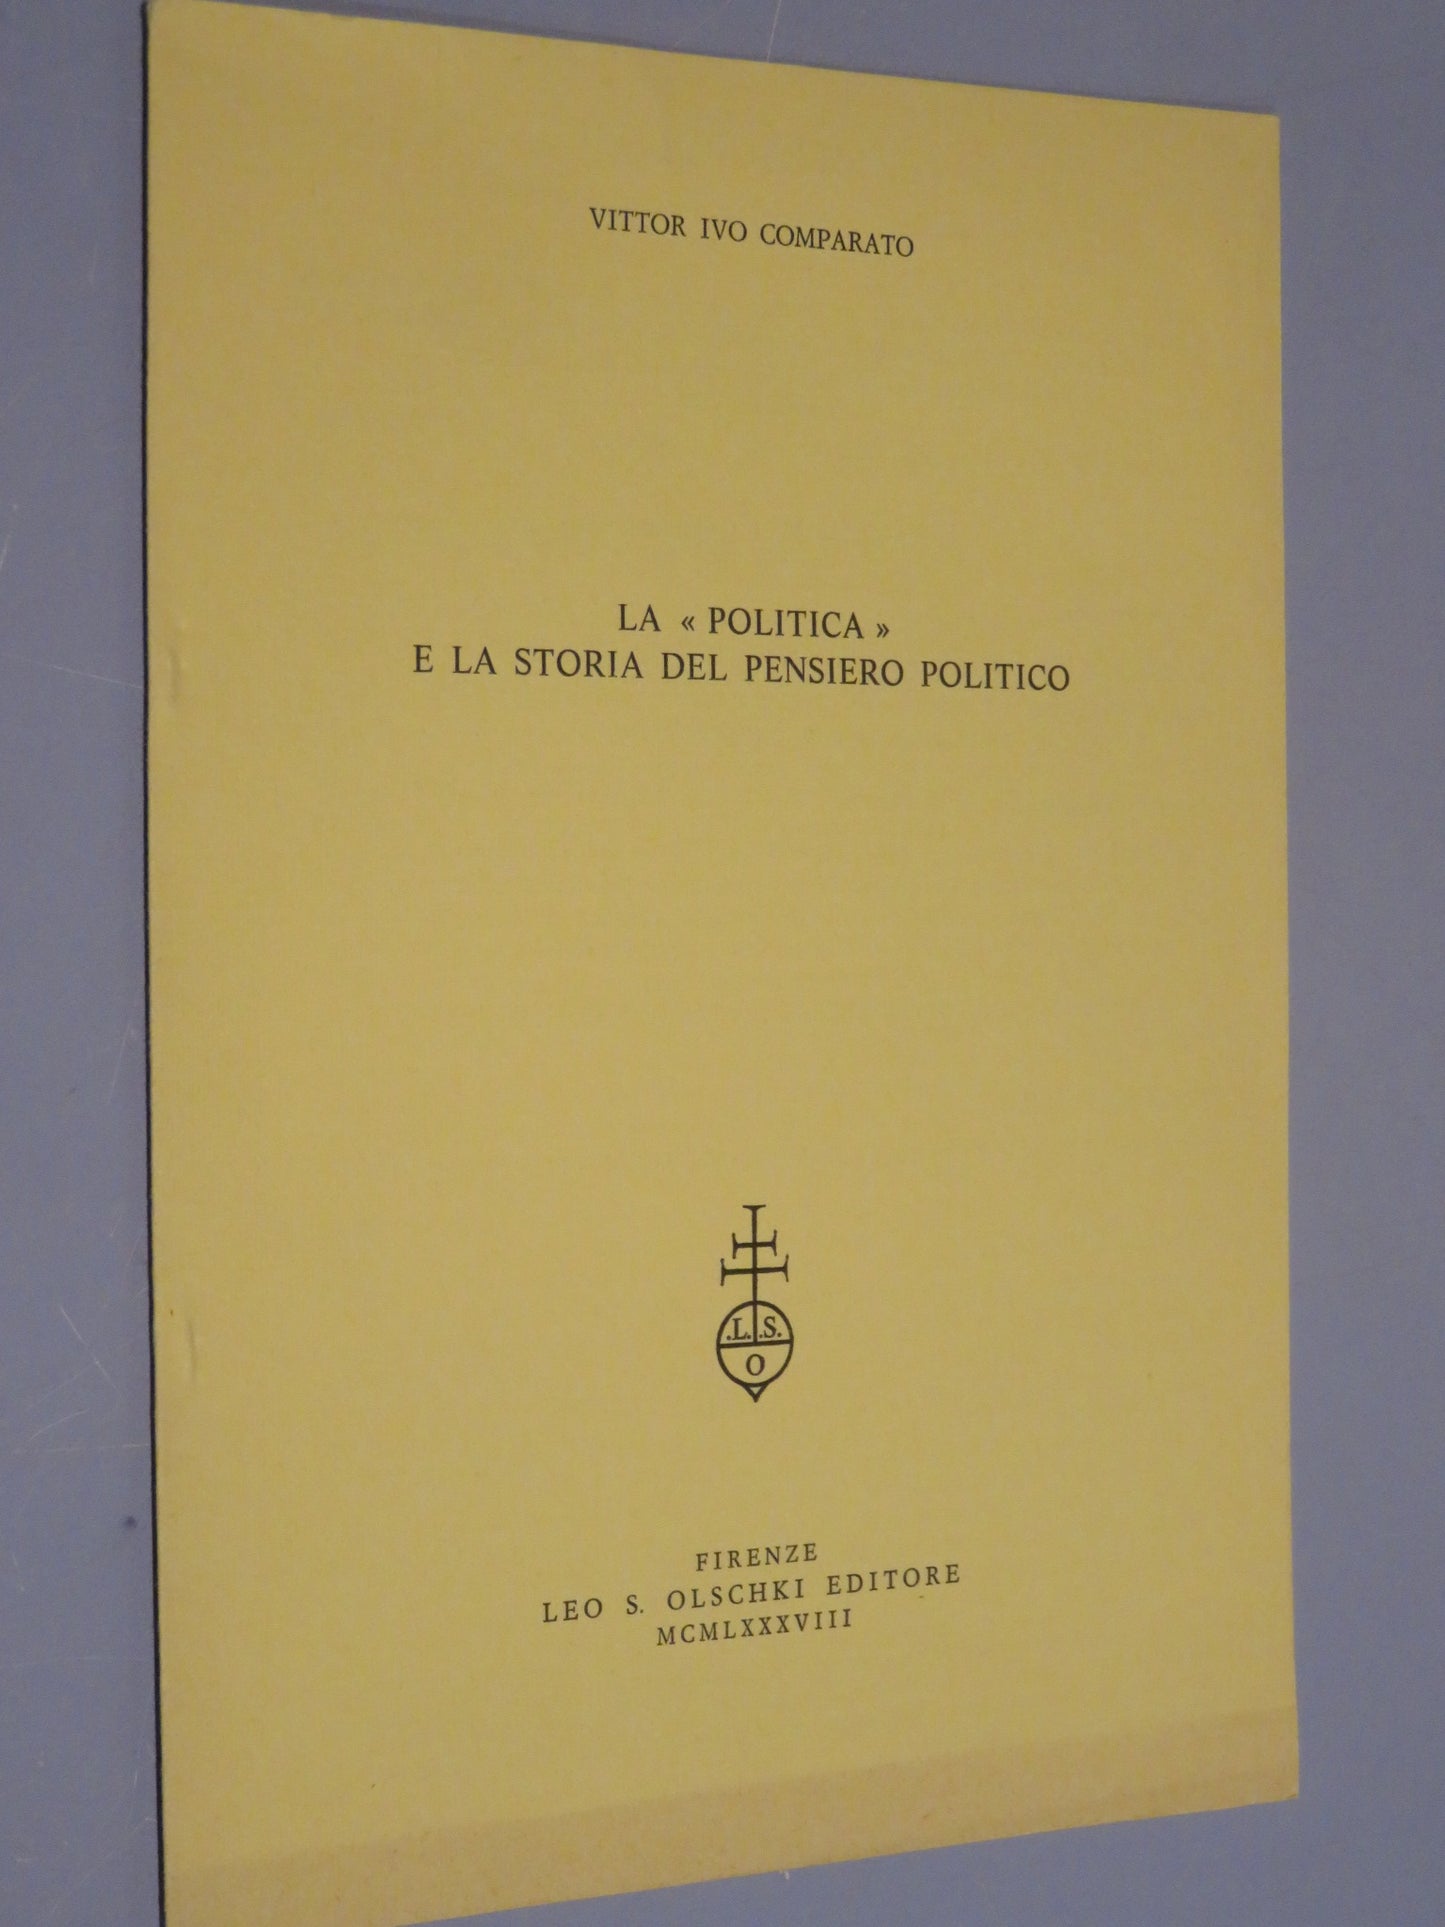 VITTOR IVO COMPARATO
LA « POLITICA »
E LA STORIA DEL PENSIERO POLITICO
.L. .S.
O
FIRENZE
LEO S. OLSCHKI EDITORE
MCMLXXXVIII